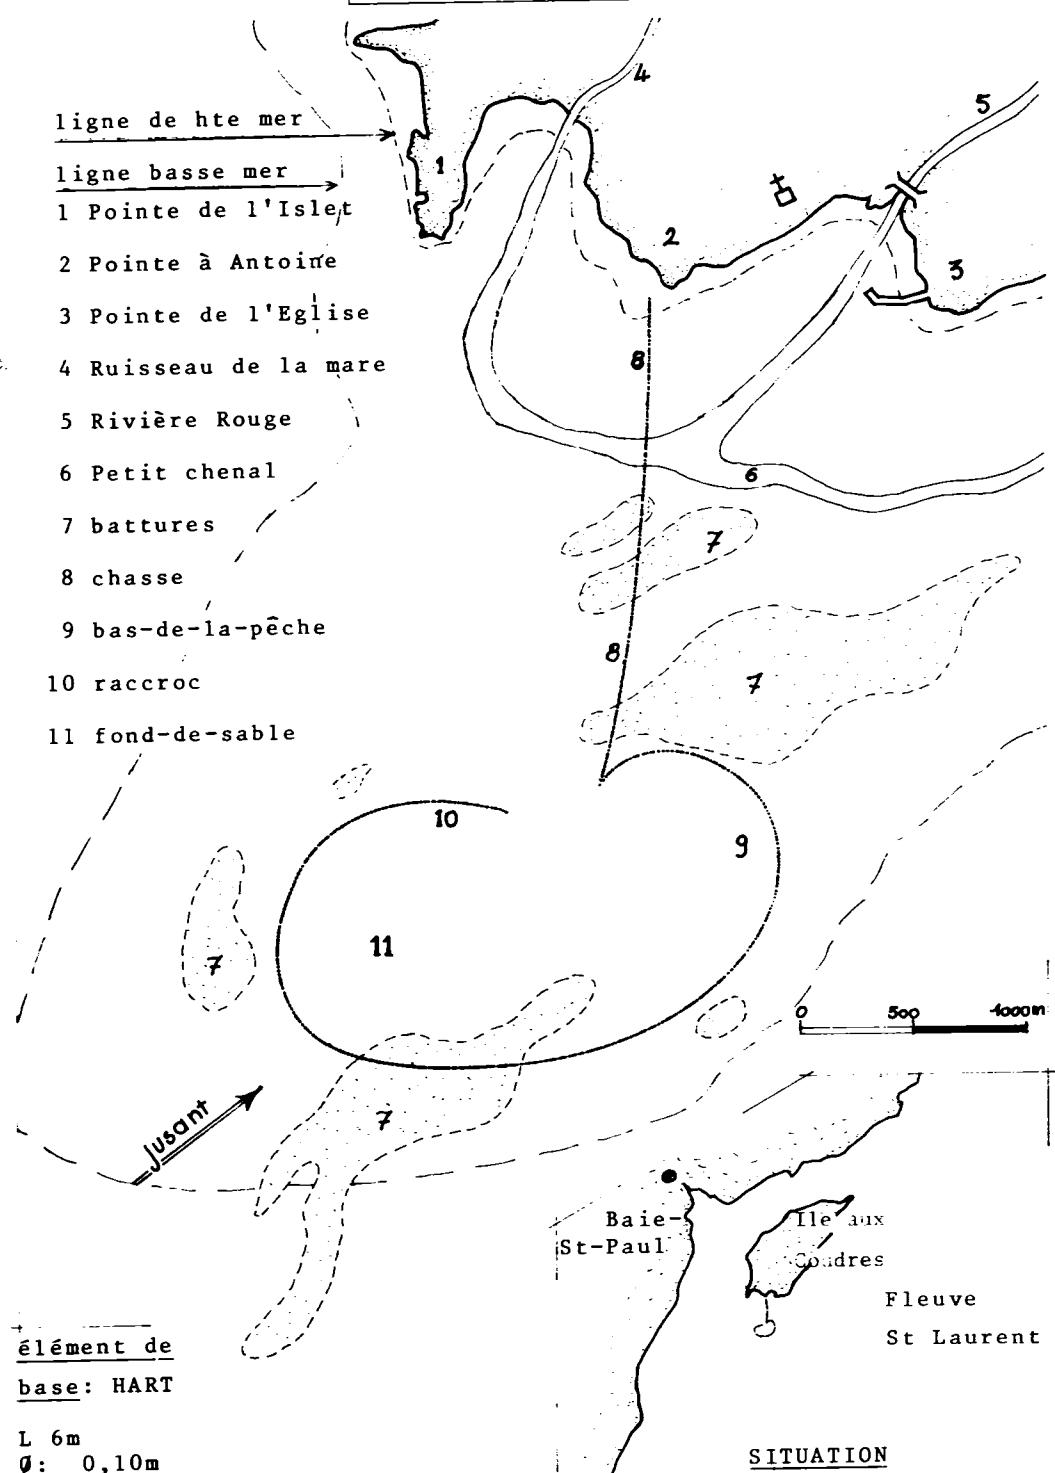 ligne de hte mer
ligne basse mer
1 Pointe de l'Islet
2 Pointe à Antoine
3 Pointe de l'Eglise
4 Ruisseau de la mare
5 Rivière Rouge
6 Petit chenal
7 battures
8 chasse
9 bas-de-la-pêche
10 raccroc
11 fond-de-sable
4
5
1
2
3
8
6
7
8
7
10
9
11
7
0 500 1000m
jusant
7
Baie-
St-Paul
Ile aux
Coudres
Fleuve
St Laurent
élément de
base: HART
L 6m
Ø: 0,10m
SITUATION